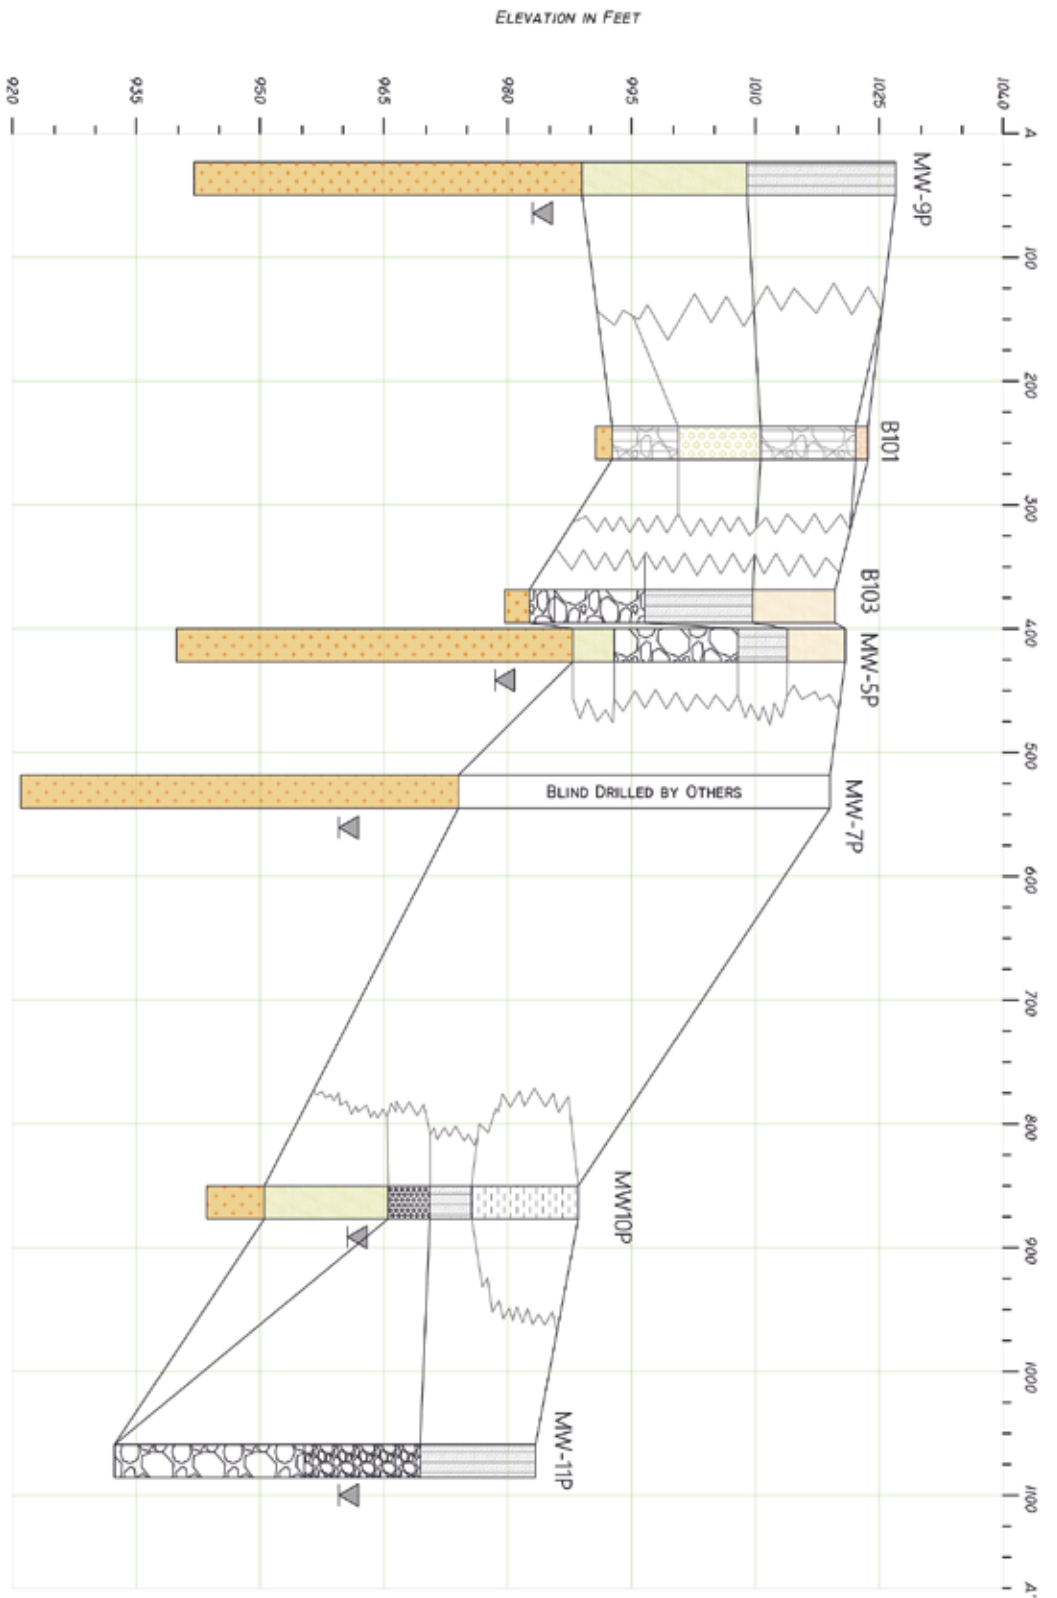 ELEVATION IN FEET
920
935
950
965
980
995
1010
1025
1040
A
100
200
300
400
500
600
700
800
900
1000
1100
A'
MW-9P
B101
B103
MW-5P
MW-7P
BLIND DRILLED BY OTHERS
MW10P
MW-11P